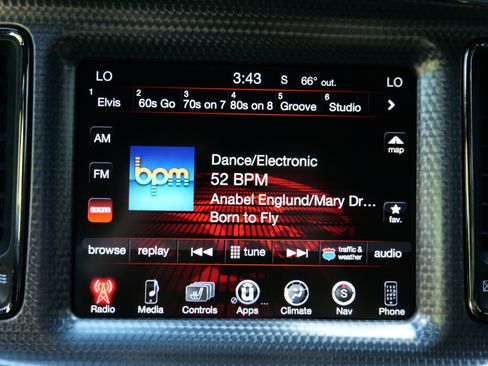 LO 3:43 S 66° out. LO
1 Elvis 2 60s Go 3 70s on 7 4 80s on 8 5 Groove 6 Studio
AM
map
bpm
Dance/Electronic
FM
52 BPM
Anabel Englund/Mary Dr...
sxm
fav.
Born to Fly
browse replay tune traffic & weather audio
Radio Media Controls Apps Climate Nav Phone